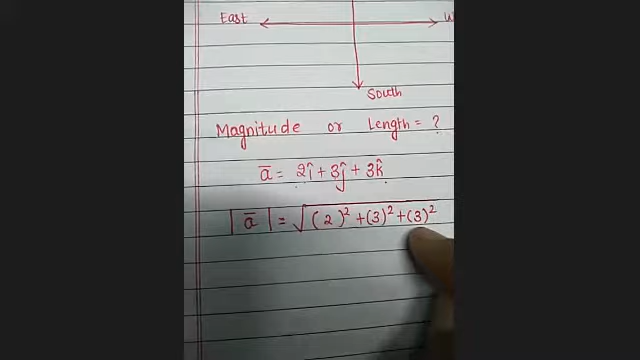 East
South
Magnitude or Length = ?
a̅ = 2î + 3ĵ + 3k̂
|a̅| = √(2)² + (3)² + (3)²